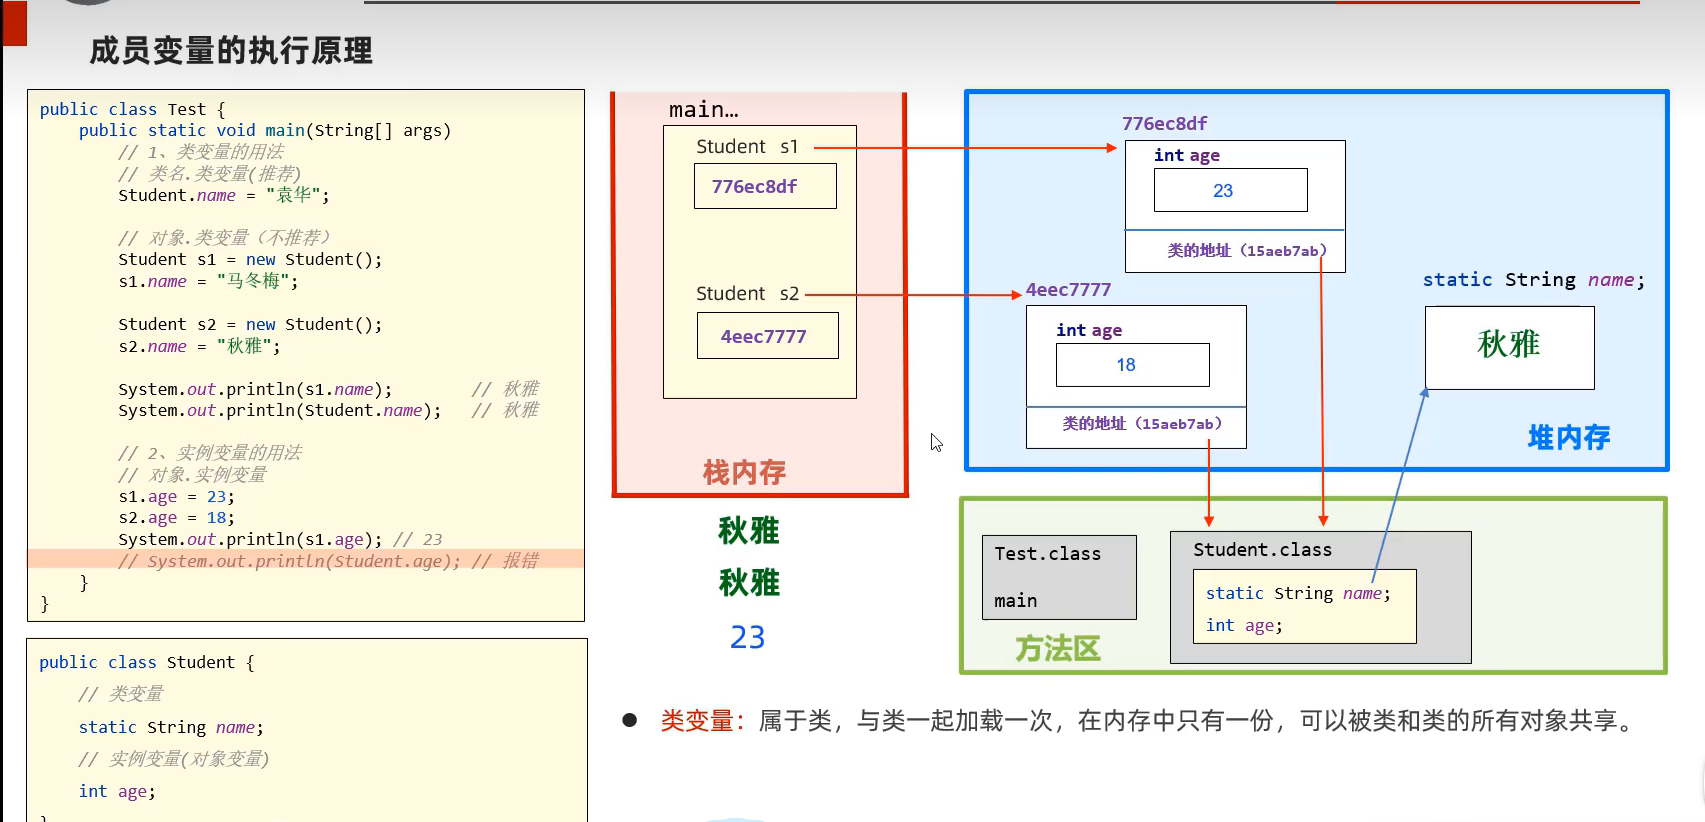 成员变量的执行原理
public class Test {
public static void main(String[] args)
// 1、类变量的用法
// 类名.类变量(推荐)
Student.name = "袁华";
// 对象.类变量（不推荐）
Student s1 = new Student();
s1.name = "马冬梅";
Student s2 = new Student();
s2.name = "秋雅";
System.out.println(s1.name); // 秋雅
System.out.println(Student.name); // 秋雅
// 2、实例变量的用法
// 对象.实例变量
s1.age = 23;
s2.age = 18;
System.out.println(s1.age); // 23
// System.out.println(Student.age); // 报错
}
}
public class Student {
// 类变量
static String name;
// 实例变量(对象变量)
int age;
}
main…
Student s1
776ec8df
Student s2
4eec7777
栈内存
秋雅
秋雅
23
776ec8df
int age
23
类的地址（15aeb7ab）
4eec7777
int age
18
类的地址（15aeb7ab）
static String name;
秋雅
堆内存
Test.class
main
方法区
Student.class
static String name;
int age;
● 类变量：属于类，与类一起加载一次，在内存中只有一份，可以被类和类的所有对象共享。